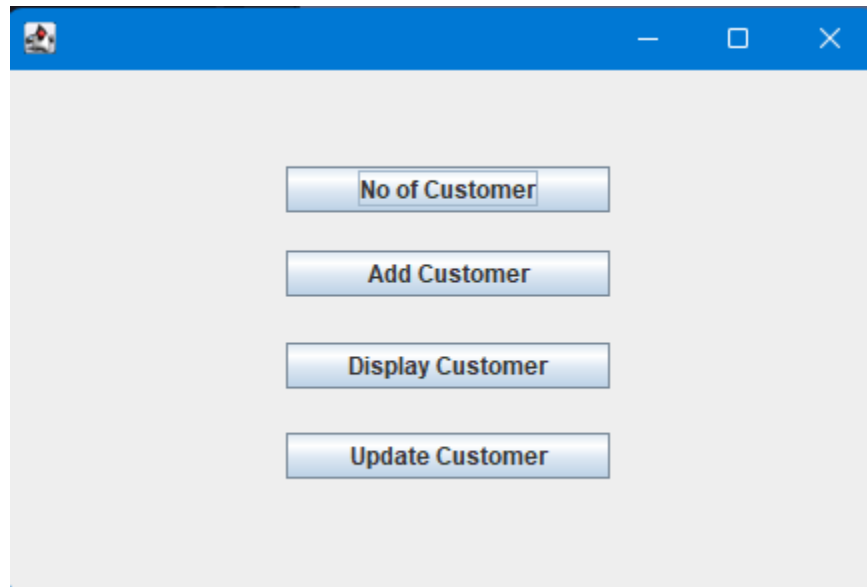 No of Customer
Add Customer
Display Customer
Update Customer